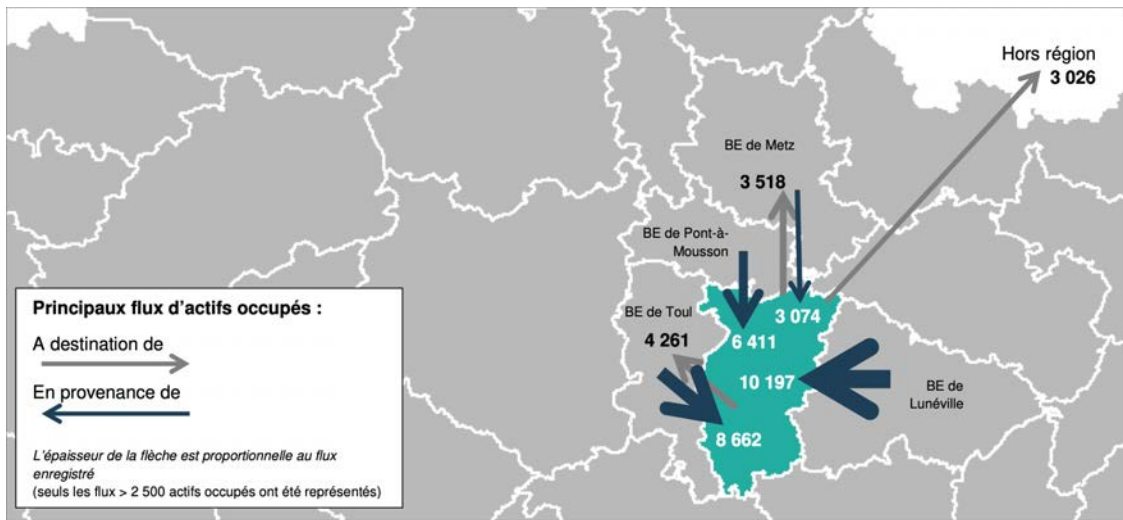 Hors région
3 026
BE de Metz
3 518
BE de Pont-à-
Mousson
BE de Toul
4 261
3 074
6 411
10 197
8 662
BE de
Lunéville
Principaux flux d'actifs occupés :
A destination de
En provenance de
L'épaisseur de la flèche est proportionnelle au flux
enregistré
(seuls les flux > 2 500 actifs occupés ont été représentés)